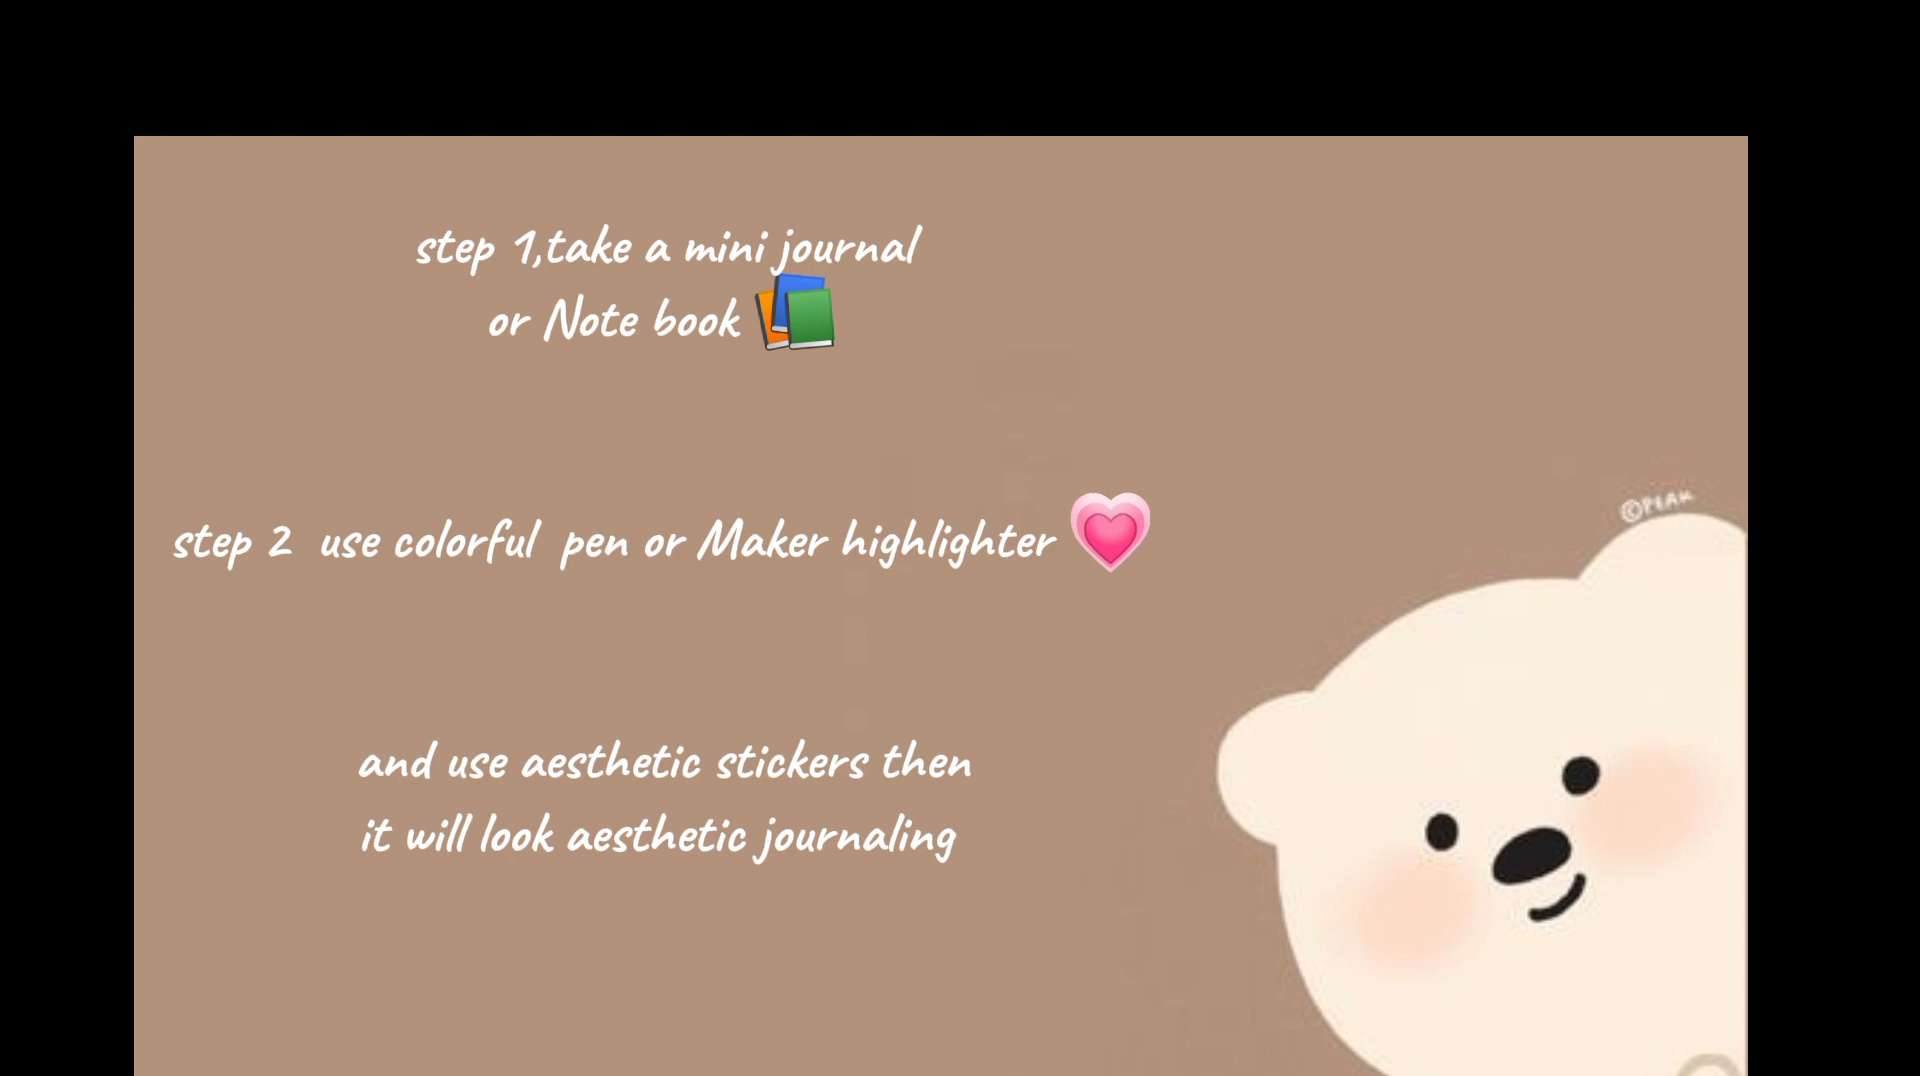 step 1,take a mini journal
or Note book
step 2 use colorful pen or Maker highlighter
©PEAK
and use aesthetic stickers then
it will look aesthetic journaling